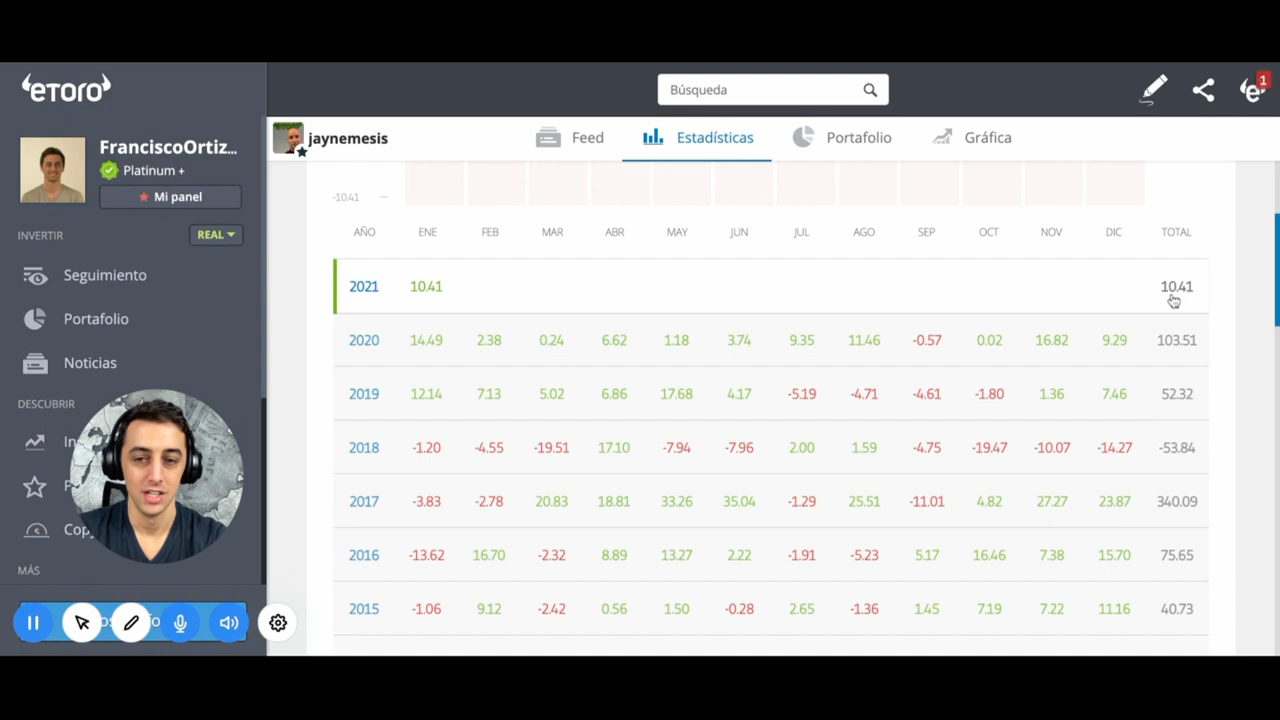 eToro
Búsqueda
1
FranciscoOrtiz...
Platinum +
Mi panel
INVERTIR
REAL
Seguimiento
Portafolio
Noticias
DESCUBRIR
MÁS
jaynemesis
Feed
Estadísticas
Portafolio
Gráfica
-10.41
AÑO ENE FEB MAR ABR MAY JUN JUL AGO SEP OCT NOV DIC TOTAL
2021 10.41 10.41
2020 14.49 2.38 0.24 6.62 1.18 3.74 9.35 11.46 -0.57 0.02 16.82 9.29 103.51
2019 12.14 7.13 5.02 6.86 17.68 4.17 -5.19 -4.71 -4.61 -1.80 1.36 7.46 52.32
2018 -1.20 -4.55 -19.51 17.10 -7.94 -7.96 2.00 1.59 -4.75 -19.47 -10.07 -14.27 -53.84
2017 -3.83 -2.78 20.83 18.81 33.26 35.04 -1.29 25.51 -11.01 4.82 27.27 23.87 340.09
2016 -13.62 16.70 -2.32 8.89 13.27 2.22 -1.91 -5.23 5.17 16.46 7.38 15.70 75.65
2015 -1.06 9.12 -2.42 0.56 1.50 -0.28 2.65 -1.36 1.45 7.19 7.22 11.16 40.73